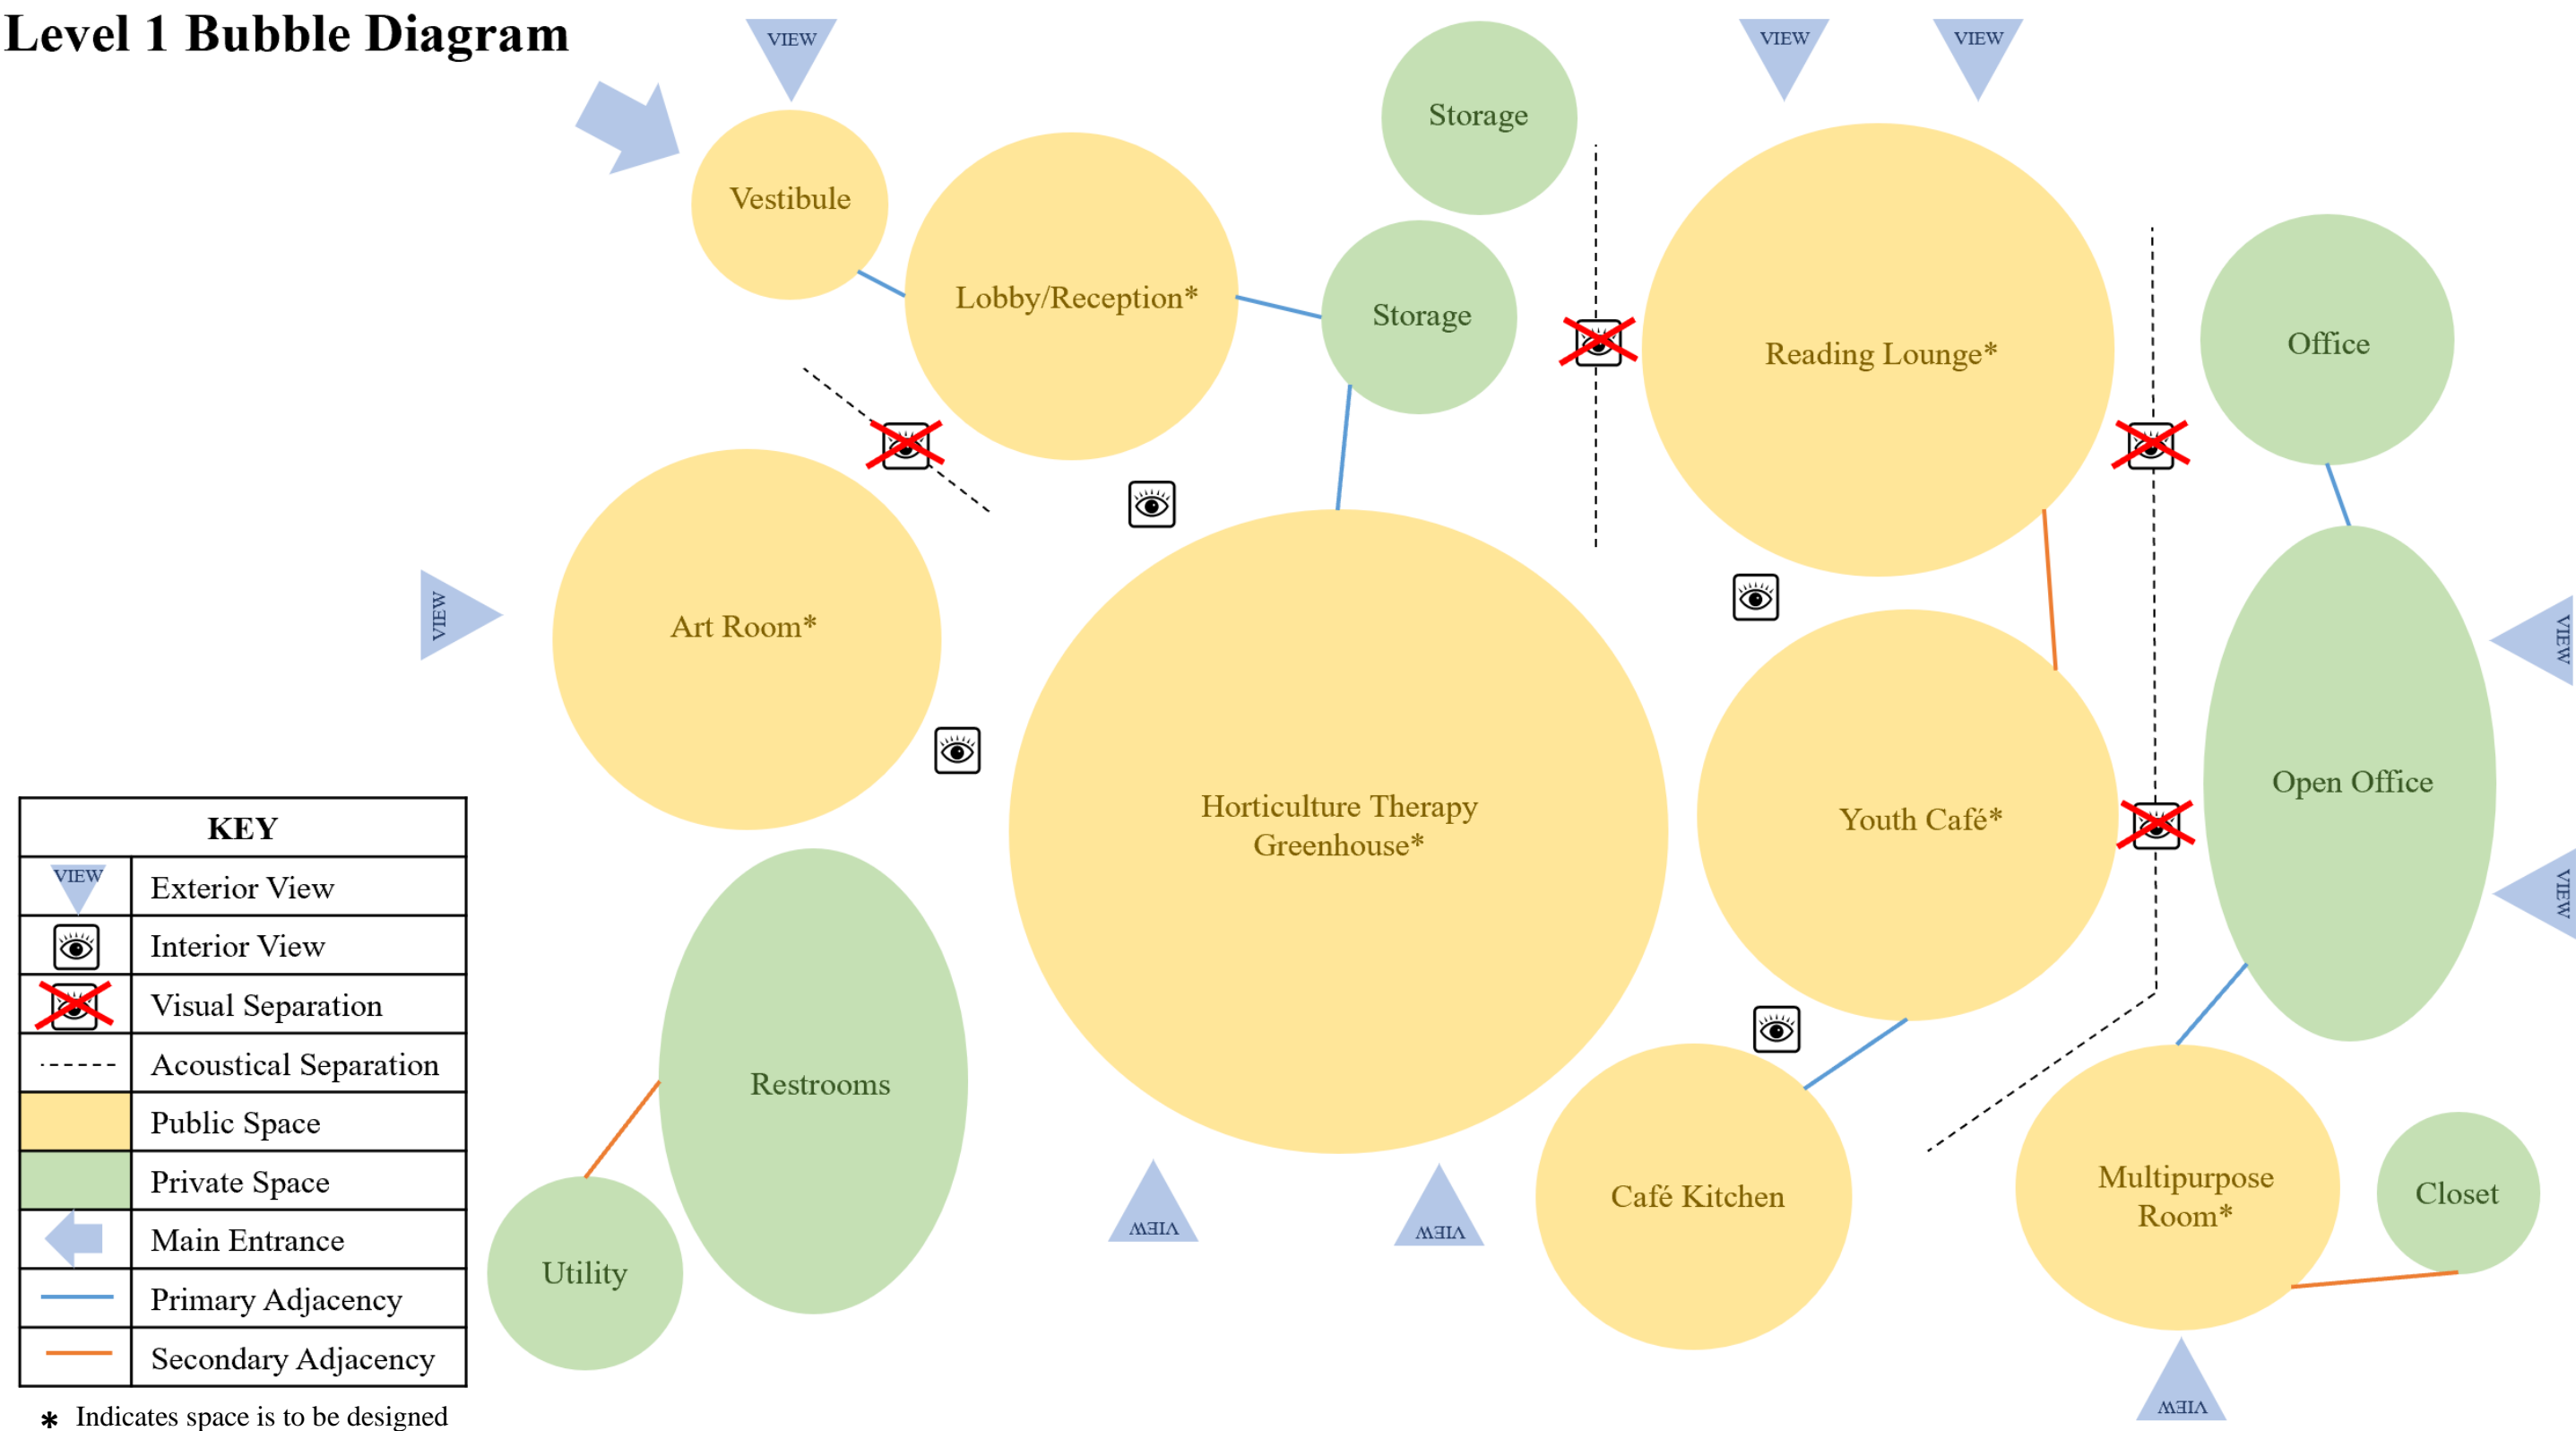 Level 1 Bubble Diagram
VIEW
VIEW
VIEW
Storage
Vestibule
Lobby/Reception*
Storage
Reading Lounge*
Office
Art Room*
VIEW
VIEW
Horticulture Therapy
Greenhouse*
Youth Café*
Open Office
VIEW
Restrooms
Utility
VIEW
VIEW
Café Kitchen
Multipurpose
Room*
Closet
VIEW
KEY
VIEW
Exterior View
Interior View
Visual Separation
Acoustical Separation
Public Space
Private Space
Main Entrance
Primary Adjacency
Secondary Adjacency
* Indicates space is to be designed